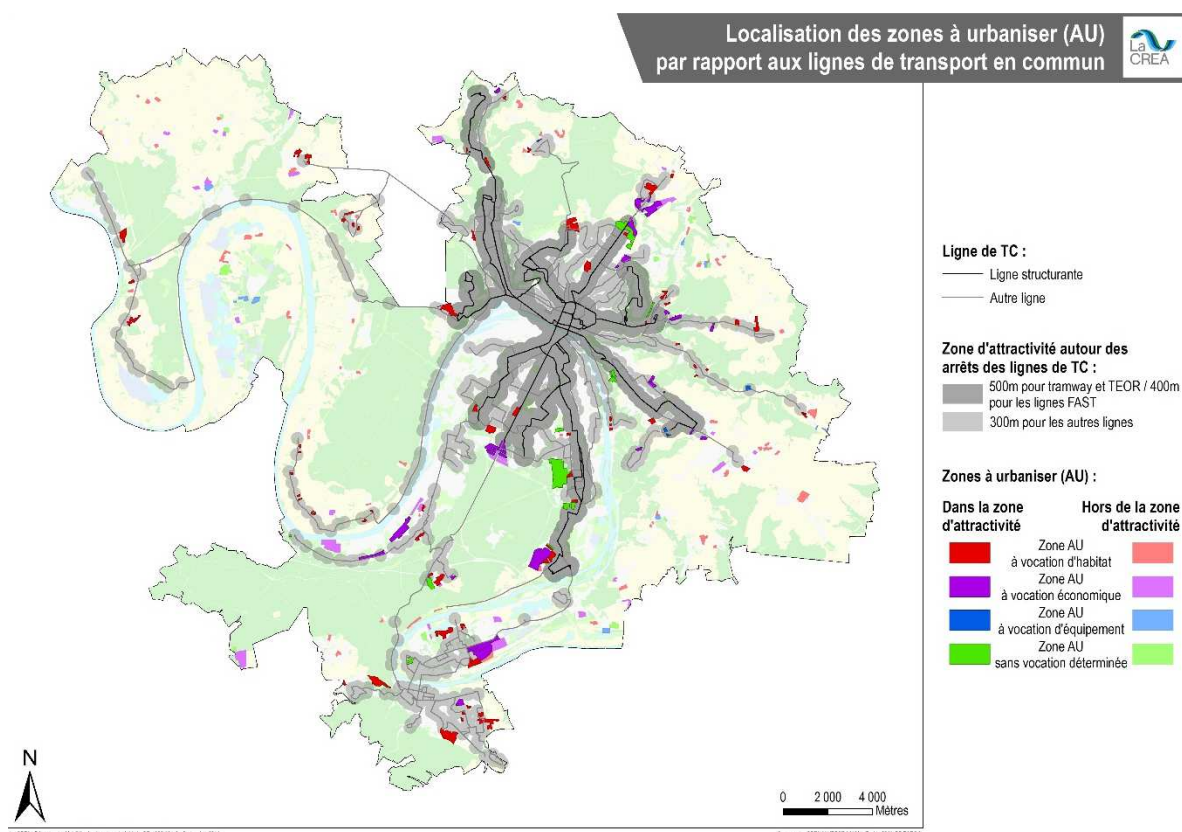 Localisation des zones à urbaniser (AU)
par rapport aux lignes de transport en commun
La
CREA
Ligne de TC :
Ligne structurante
Autre ligne
Zone d'attractivité autour des
arrêts des lignes de TC :
500m pour tramway et TEOR / 400m
pour les lignes FAST
300m pour les autres lignes
Zones à urbaniser (AU) :
Dans la zone
d'attractivité
Hors de la zone
d'attractivité
Zone AU
à vocation d'habitat
Zone AU
à vocation économique
Zone AU
à vocation d'équipement
Zone AU
sans vocation déterminée
N
0 2 000 4 000
Mètres